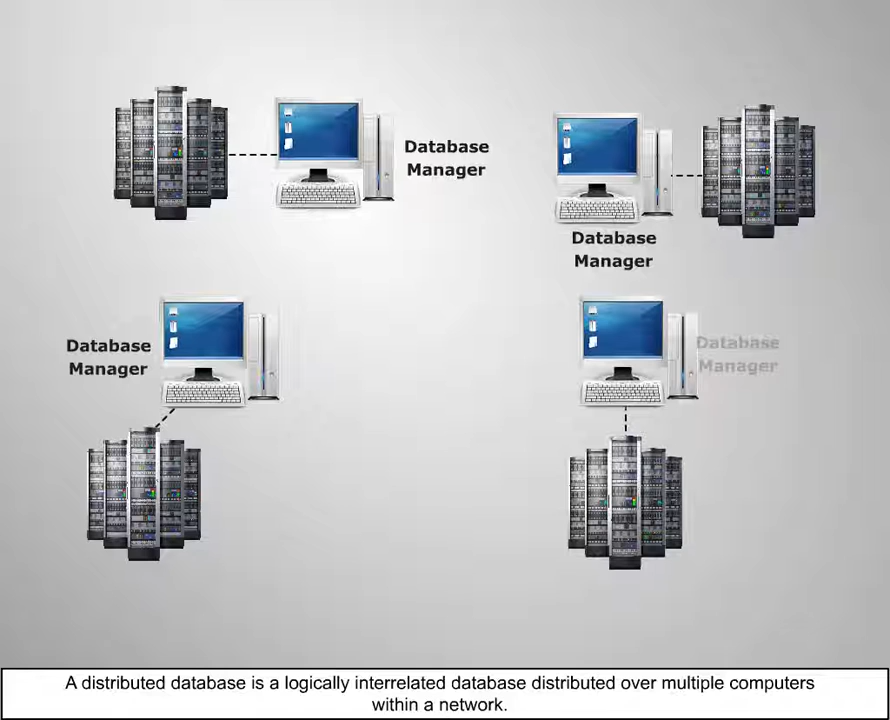 Database
Manager
Database
Manager
Database
Manager
Database
Manager
A distributed database is a logically interrelated database distributed over multiple computers
within a network.